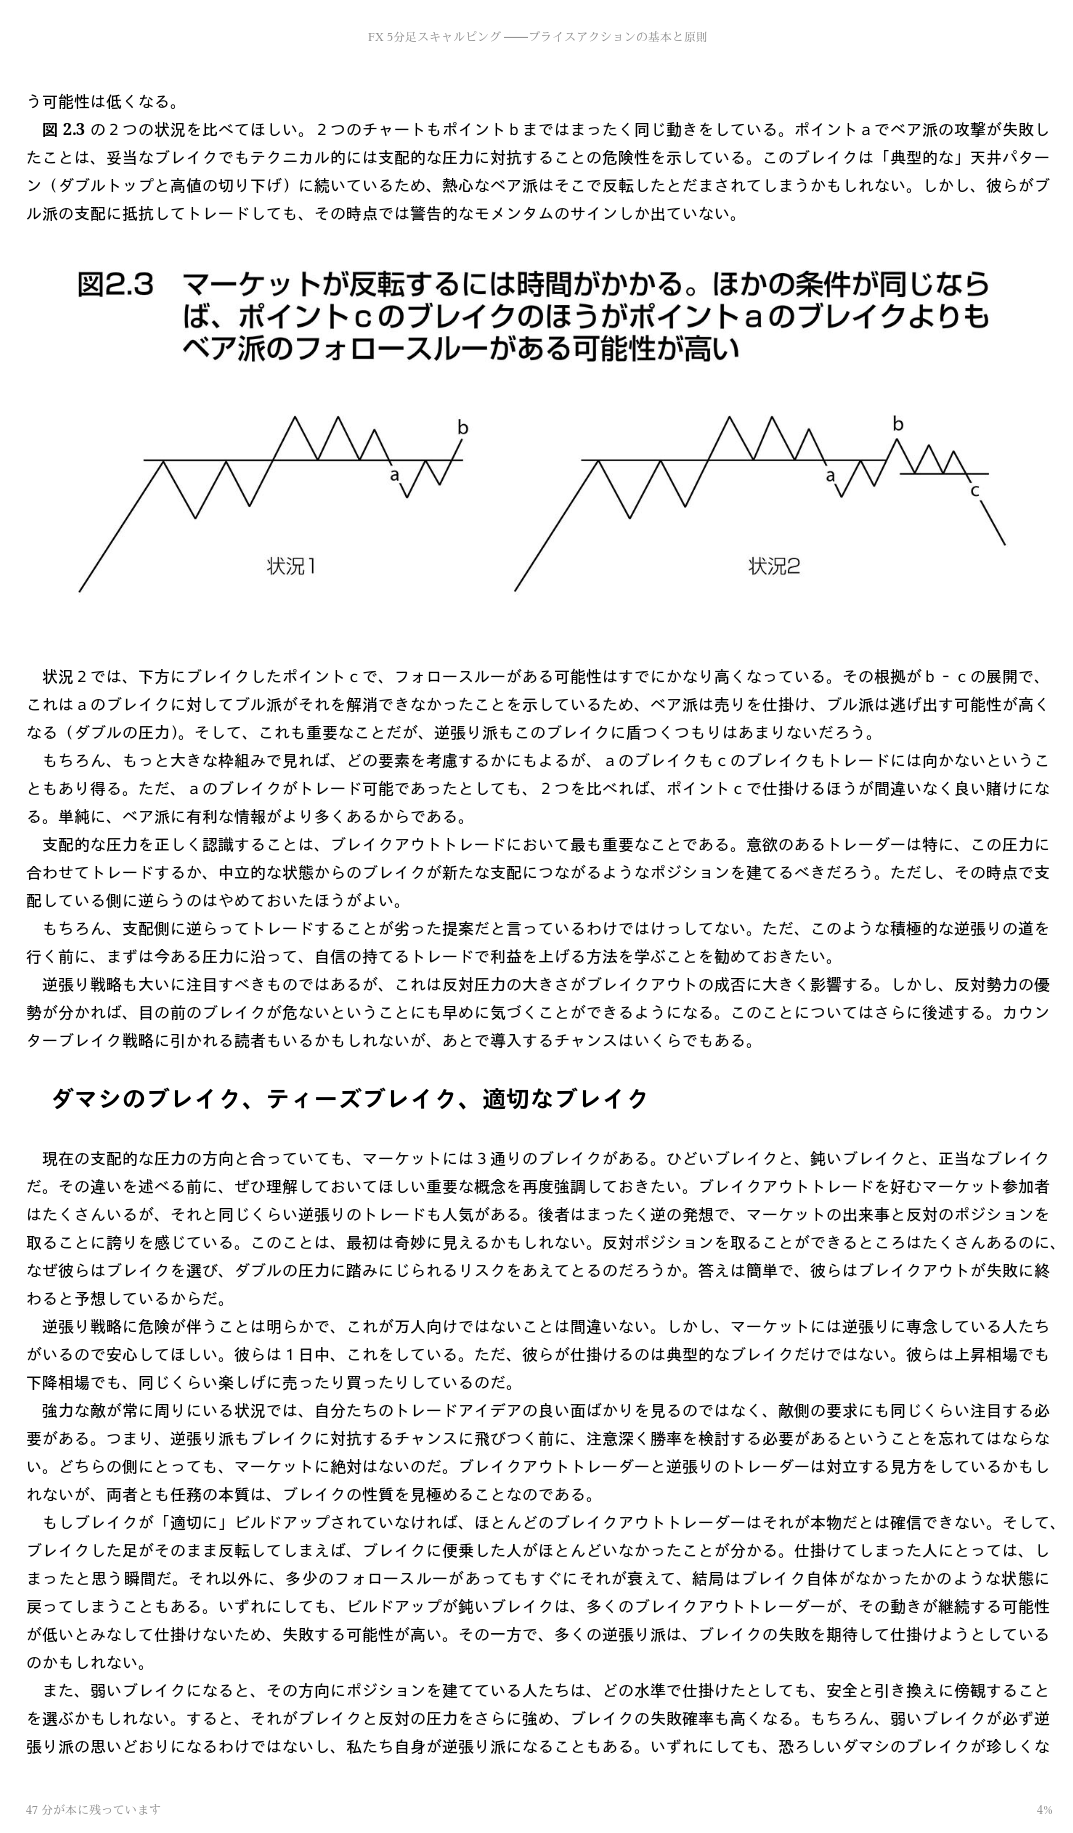 FX 5分足スキャルピング ――プライスアクションの基本と原則
う可能性は低くなる。
図 2.3 の２つの状況を比べてほしい。２つのチャートもポイントｂまではまったく同じ動きをしている。ポイントａでベア派の攻撃が失敗し
たことは、妥当なブレイクでもテクニカル的には支配的な圧力に対抗することの危険性を示している。このブレイクは「典型的な」天井パター
ン（ダブルトップと高値の切り下げ）に続いているため、熱心なベア派はそこで反転したとだまされてしまうかもしれない。しかし、彼らがブ
ル派の支配に抵抗してトレードしても、その時点では警告的なモメンタムのサインしか出ていない。
図2.3　マーケットが反転するには時間がかかる。ほかの条件が同じなら
ば、ポイントｃのブレイクのほうがポイントａのブレイクよりも
ベア派のフォロースルーがある可能性が高い
b
a
状況1
b
a
c
状況2
状況２では、下方にブレイクしたポイントｃで、フォロースルーがある可能性はすでにかなり高くなっている。その根拠がｂ‐ｃの展開で、
これはａのブレイクに対してブル派がそれを解消できなかったことを示しているため、ベア派は売りを仕掛け、ブル派は逃げ出す可能性が高く
なる（ダブルの圧力）。そして、これも重要なことだが、逆張り派もこのブレイクに盾つくつもりはあまりないだろう。
もちろん、もっと大きな枠組みで見れば、どの要素を考慮するかにもよるが、ａのブレイクもｃのブレイクもトレードには向かないというこ
ともあり得る。ただ、ａのブレイクがトレード可能であったとしても、２つを比べれば、ポイントｃで仕掛けるほうが間違いなく良い賭けにな
る。単純に、ベア派に有利な情報がより多くあるからである。
支配的な圧力を正しく認識することは、ブレイクアウトトレードにおいて最も重要なことである。意欲のあるトレーダーは特に、この圧力に
合わせてトレードするか、中立的な状態からのブレイクが新たな支配につながるようなポジションを建てるべきだろう。ただし、その時点で支
配している側に逆らうのはやめておいたほうがよい。
もちろん、支配側に逆らってトレードすることが劣った提案だと言っているわけではけっしてない。ただ、このような積極的な逆張りの道を
行く前に、まずは今ある圧力に沿って、自信の持てるトレードで利益を上げる方法を学ぶことを勧めておきたい。
逆張り戦略も大いに注目すべきものではあるが、これは反対圧力の大きさがブレイクアウトの成否に大きく影響する。しかし、反対勢力の優
勢が分かれば、目の前のブレイクが危ないということにも早めに気づくことができるようになる。このことについてはさらに後述する。カウン
ターブレイク戦略に引かれる読者もいるかもしれないが、あとで導入するチャンスはいくらでもある。
ダマシのブレイク、ティーズブレイク、適切なブレイク
現在の支配的な圧力の方向と合っていても、マーケットには３通りのブレイクがある。ひどいブレイクと、鈍いブレイクと、正当なブレイク
だ。その違いを述べる前に、ぜひ理解しておいてほしい重要な概念を再度強調しておきたい。ブレイクアウトトレードを好むマーケット参加者
はたくさんいるが、それと同じくらい逆張りのトレードも人気がある。後者はまったく逆の発想で、マーケットの出来事と反対のポジションを
取ることに誇りを感じている。このことは、最初は奇妙に見えるかもしれない。反対ポジションを取ることができるところはたくさんあるのに、
なぜ彼らはブレイクを選び、ダブルの圧力に踏みにじられるリスクをあえてとるのだろうか。答えは簡単で、彼らはブレイクアウトが失敗に終
わると予想しているからだ。
逆張り戦略に危険が伴うことは明らかで、これが万人向けではないことは間違いない。しかし、マーケットには逆張りに専念している人たち
がいるので安心してほしい。彼らは１日中、これをしている。ただ、彼らが仕掛けるのは典型的なブレイクだけではない。彼らは上昇相場でも
下降相場でも、同じくらい楽しげに売ったり買ったりしているのだ。
強力な敵が常に周りにいる状況では、自分たちのトレードアイデアの良い面ばかりを見るのではなく、敵側の要求にも同じくらい注目する必
要がある。つまり、逆張り派もブレイクに対抗するチャンスに飛びつく前に、注意深く勝率を検討する必要があるということを忘れてはならな
い。どちらの側にとっても、マーケットに絶対はないのだ。ブレイクアウトトレーダーと逆張りのトレーダーは対立する見方をしているかもし
れないが、両者とも任務の本質は、ブレイクの性質を見極めることなのである。
もしブレイクが「適切に」ビルドアップされていなければ、ほとんどのブレイクアウトトレーダーはそれが本物だとは確信できない。そして、
ブレイクした足がそのまま反転してしまえば、ブレイクに便乗した人がほとんどいなかったことが分かる。仕掛けてしまった人にとっては、し
まったと思う瞬間だ。それ以外に、多少のフォロースルーがあってもすぐにそれが衰えて、結局はブレイク自体がなかったかのような状態に
戻ってしまうこともある。いずれにしても、ビルドアップが鈍いブレイクは、多くのブレイクアウトトレーダーが、その動きが継続する可能性
が低いとみなして仕掛けないため、失敗する可能性が高い。その一方で、多くの逆張り派は、ブレイクの失敗を期待して仕掛けようとしている
のかもしれない。
また、弱いブレイクになると、その方向にポジションを建てている人たちは、どの水準で仕掛けたとしても、安全と引き換えに傍観すること
を選ぶかもしれない。すると、それがブレイクと反対の圧力をさらに強め、ブレイクの失敗確率も高くなる。もちろん、弱いブレイクが必ず逆
張り派の思いどおりになるわけではないし、私たち自身が逆張り派になることもある。いずれにしても、恐ろしいダマシのブレイクが珍しくな
47 分が本に残っています
4%